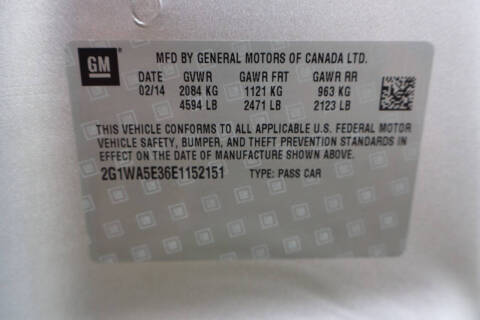 GM
MFD BY GENERAL MOTORS OF CANADA LTD.
DATE GVWR GAWR FRT GAWR RR
02/14 2084 KG 1121 KG 963 KG
4594 LB 2471 LB 2123 LB
THIS VEHICLE CONFORMS TO ALL APPLICABLE U.S. FEDERAL MOTOR
VEHICLE SAFETY, BUMPER, AND THEFT PREVENTION STANDARDS IN
EFFECT ON THE DATE OF MANUFACTURE SHOWN ABOVE.
2G1WA5E36E1152151 TYPE: PASS CAR